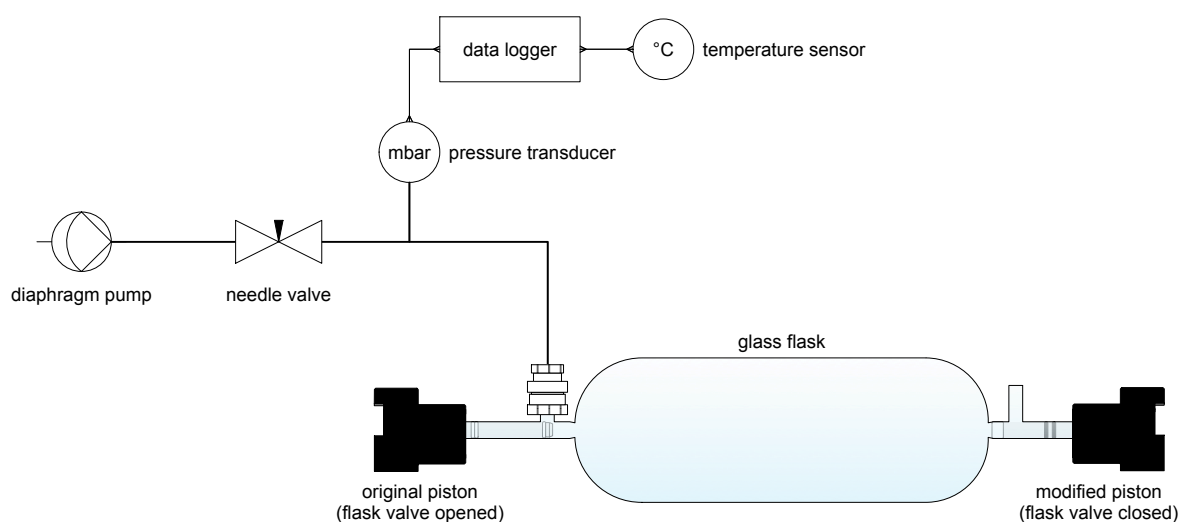 data logger
°C
temperature sensor
mbar
pressure transducer
diaphragm pump
needle valve
glass flask
original piston
(flask valve opened)
modified piston
(flask valve closed)